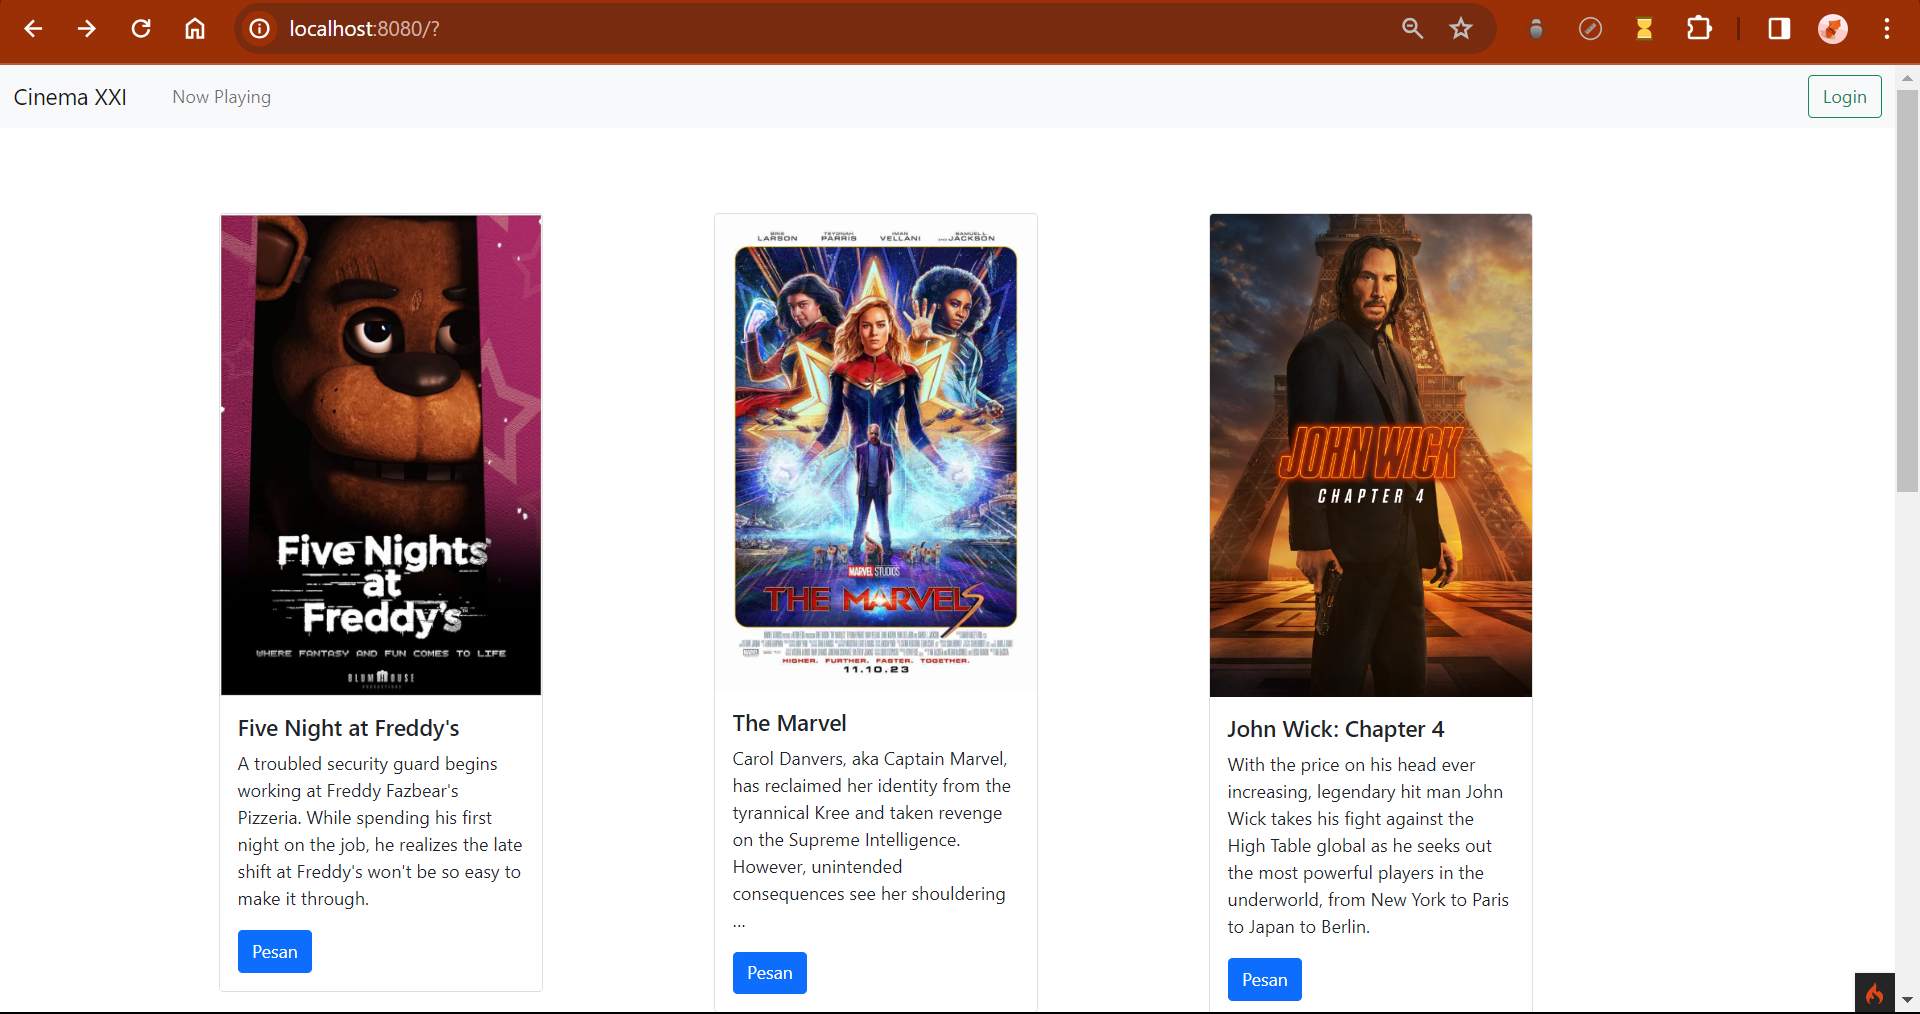 localhost:8080/?
Cinema XXI
Now Playing
Login
Five Nights
at
Freddy's
WHERE FANTASY AND FUN COMES TO LIFE
BLUMHOUSE
PRODUCTIONS
Five Night at Freddy's
A troubled security guard begins
working at Freddy Fazbear's
Pizzeria. While spending his first
night on the job, he realizes the late
shift at Freddy's won't be so easy to
make it through.
Pesan
BRIE LARSON
TEYONAH PARRIS
IMAN VELLANI
SAMUEL L. AND JACKSON
MARVEL STUDIOS
THE MARVELS
HIGHER. FURTHER. FASTER. TOGETHER.
11.10.23
The Marvel
Carol Danvers, aka Captain Marvel,
has reclaimed her identity from the
tyrannical Kree and taken revenge
on the Supreme Intelligence.
However, unintended
consequences see her shouldering
...
Pesan
JOHN WICK
CHAPTER 4
John Wick: Chapter 4
With the price on his head ever
increasing, legendary hit man John
Wick takes his fight against the
High Table global as he seeks out
the most powerful players in the
underworld, from New York to Paris
to Japan to Berlin.
Pesan